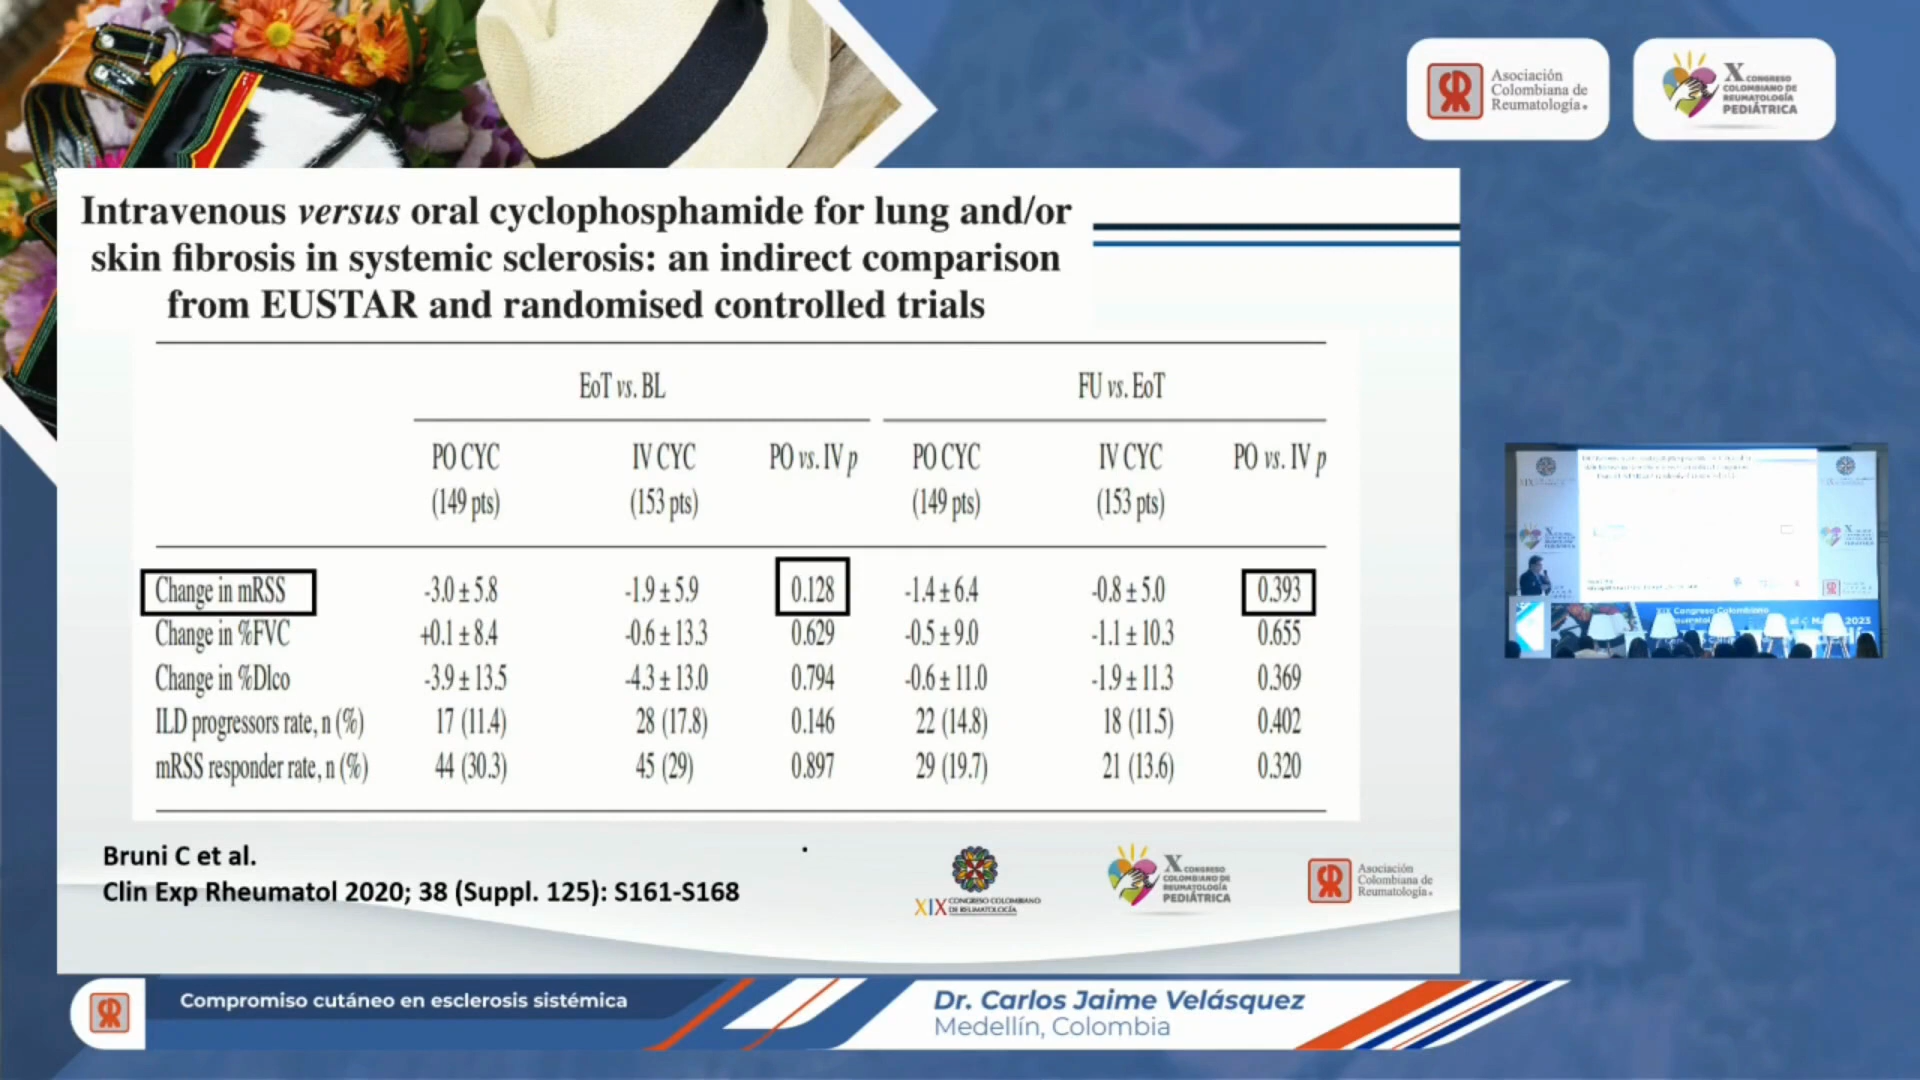 Asociación
Colombiana de
Reumatología.
X CONGRESO
COLOMBIANO DE
REUMATOLOGÍA
PEDIÁTRICA
Intravenous versus oral cyclophosphamide for lung and/or
skin fibrosis in systemic sclerosis: an indirect comparison
from EUSTAR and randomised controlled trials
EoT vs. BL FU vs. EoT
PO CYC IV CYC PO vs. IV p PO CYC IV CYC PO vs. IV p
(149 pts) (153 pts) (149 pts) (153 pts)
Change in mRSS -3.0 ± 5.8 -1.9 ± 5.9 0.128 -1.4 ± 6.4 -0.8 ± 5.0 0.393
Change in %FVC +0.1 ± 8.4 -0.6 ± 13.3 0.629 -0.5 ± 9.0 -1.1 ± 10.3 0.655
Change in %Dlco -3.9 ± 13.5 -4.3 ± 13.0 0.794 -0.6 ± 11.0 -1.9 ± 11.3 0.369
ILD progressors rate, n (%) 17 (11.4) 28 (17.8) 0.146 22 (14.8) 18 (11.5) 0.402
mRSS responder rate, n (%) 44 (30.3) 45 (29) 0.897 29 (19.7) 21 (13.6) 0.320
Bruni C et al.
Clin Exp Rheumatol 2020; 38 (Suppl. 125): S161-S168
XIX CONGRESO COLOMBIANO
DE REUMATOLOGÍA
X CONGRESO
COLOMBIANO DE
REUMATOLOGÍA
PEDIÁTRICA
Asociación
Colombiana de
Reumatología.
XIX Congreso Colombiano
2023
Compromiso cutáneo en esclerosis sistémica
Dr. Carlos Jaime Velásquez
Medellín, Colombia